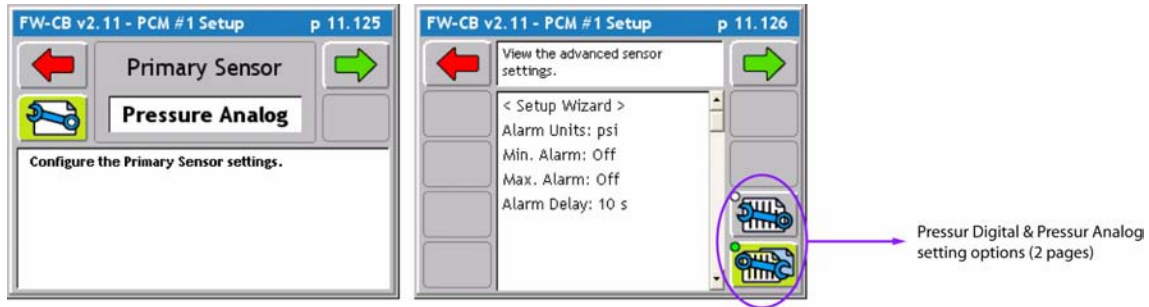 FW-CB v2.11 - PCM #1 Setup p 11.125
Primary Sensor
Pressure Analog
Configure the Primary Sensor settings.
FW-CB v2.11 - PCM #1 Setup p 11.126
View the advanced sensor
settings.
< Setup Wizard >
Alarm Units: psi
Min. Alarm: Off
Max. Alarm: Off
Alarm Delay: 10 s
Pressur Digital & Pressur Analog
setting options (2 pages)